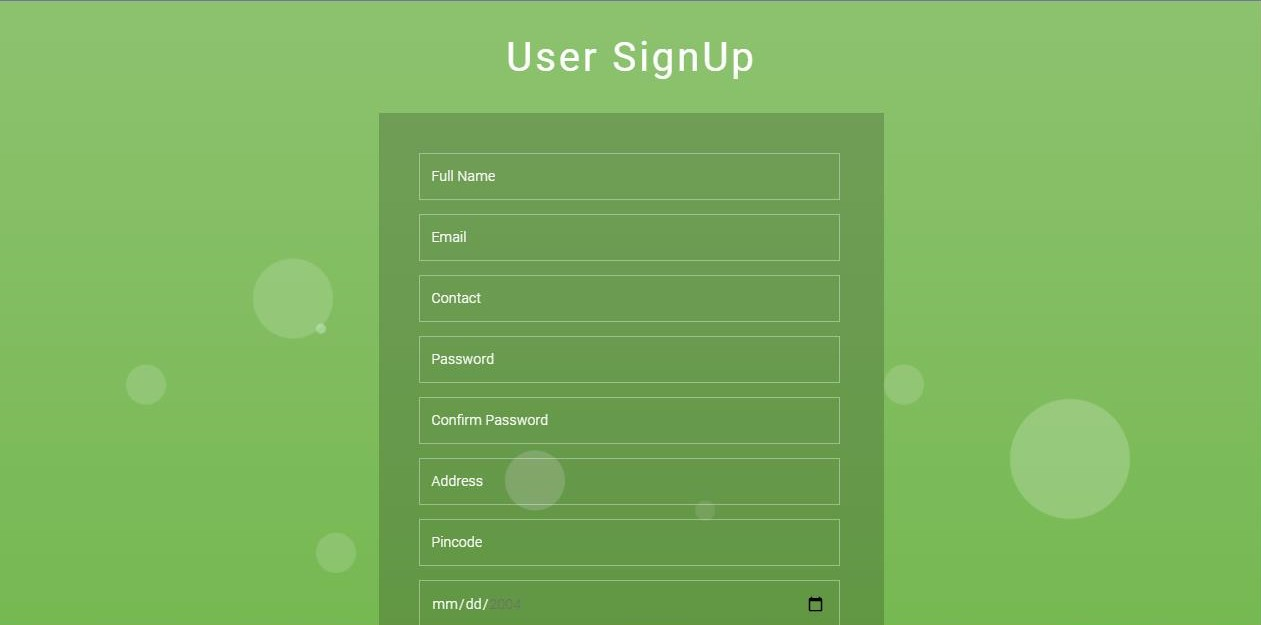 User SignUp
Full Name
Email
Contact
Password
Confirm Password
Address
Pincode
mm/dd/2004